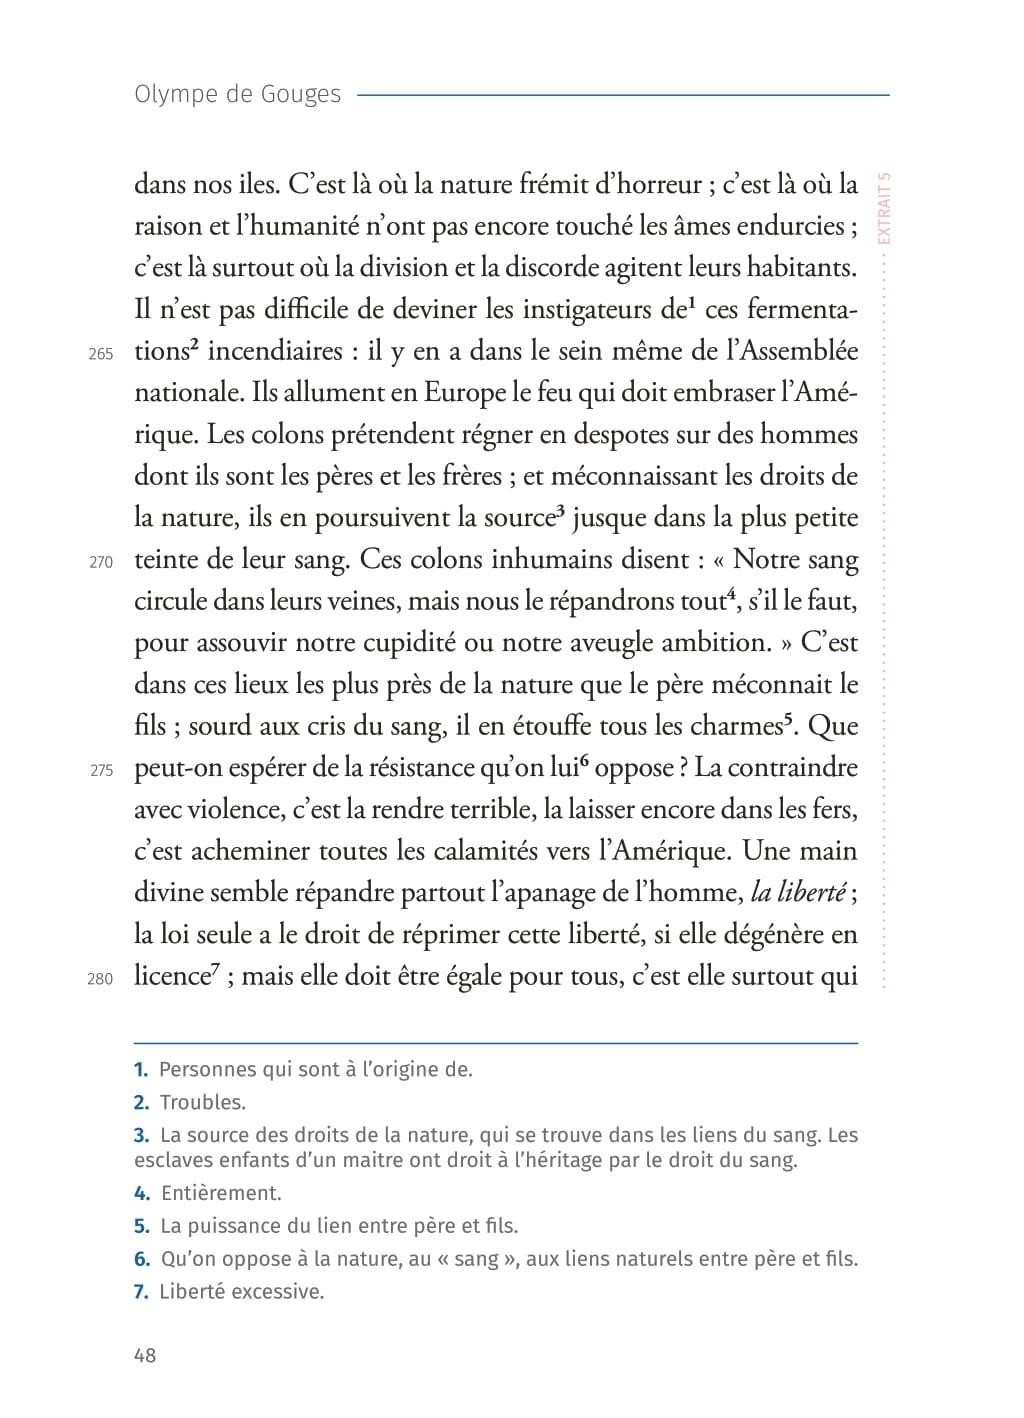 Olympe de Gouges
dans nos iles. C’est là où la nature frémit d’horreur ; c’est là où la
raison et l’humanité n’ont pas encore touché les âmes endurcies ;
c’est là surtout où la division et la discorde agitent leurs habitants.
Il n’est pas difficile de deviner les instigateurs de¹ ces fermenta-
265 tions² incendiaires : il y en a dans le sein même de l’Assemblée
nationale. Ils allument en Europe le feu qui doit embraser l’Amé-
rique. Les colons prétendent régner en despotes sur des hommes
dont ils sont les pères et les frères ; et méconnaissant les droits de
la nature, ils en poursuivent la source³ jusque dans la plus petite
270 teinte de leur sang. Ces colons inhumains disent : « Notre sang
circule dans leurs veines, mais nous le répandrons tout⁴, s’il le faut,
pour assouvir notre cupidité ou notre aveugle ambition. » C’est
dans ces lieux les plus près de la nature que le père méconnait le
fils ; sourd aux cris du sang, il en étouffe tous les charmes⁵. Que
275 peut-on espérer de la résistance qu’on lui⁶ oppose ? La contraindre
avec violence, c’est la rendre terrible, la laisser encore dans les fers,
c’est acheminer toutes les calamités vers l’Amérique. Une main
divine semble répandre partout l’apanage de l’homme, la liberté ;
la loi seule a le droit de réprimer cette liberté, si elle dégénère en
280 licence⁷ ; mais elle doit être égale pour tous, c’est elle surtout qui
EXTRAIT 5
1. Personnes qui sont à l’origine de.
2. Troubles.
3. La source des droits de la nature, qui se trouve dans les liens du sang. Les
esclaves enfants d’un maitre ont droit à l’héritage par le droit du sang.
4. Entièrement.
5. La puissance du lien entre père et fils.
6. Qu’on oppose à la nature, au « sang », aux liens naturels entre père et fils.
7. Liberté excessive.
48